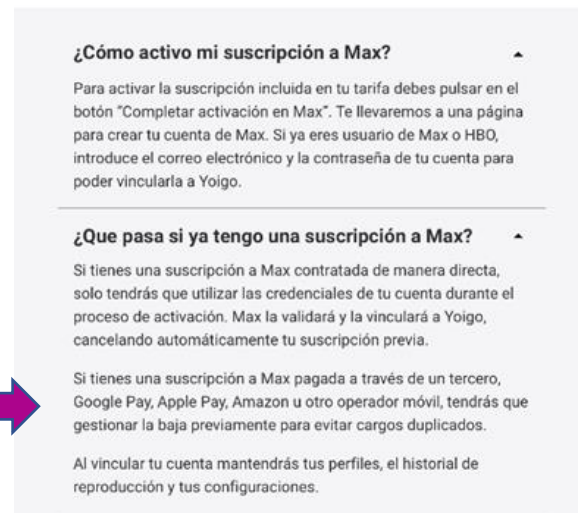 ¿Cómo activo mi suscripción a Max?
Para activar la suscripción incluida en tu tarifa debes pulsar en el
botón "Completar activación en Max". Te llevaremos a una página
para crear tu cuenta de Max. Si ya eres usuario de Max o HBO,
introduce el correo electrónico y la contraseña de tu cuenta para
poder vincularla a Yoigo.
¿Que pasa si ya tengo una suscripción a Max?
Si tienes una suscripción a Max contratada de manera directa,
solo tendrás que utilizar las credenciales de tu cuenta durante el
proceso de activación. Max la validará y la vinculará a Yoigo,
cancelando automáticamente tu suscripción previa.
Si tienes una suscripción a Max pagada a través de un tercero,
Google Pay, Apple Pay, Amazon u otro operador móvil, tendrás que
gestionar la baja previamente para evitar cargos duplicados.
Al vincular tu cuenta mantendrás tus perfiles, el historial de
reproducción y tus configuraciones.